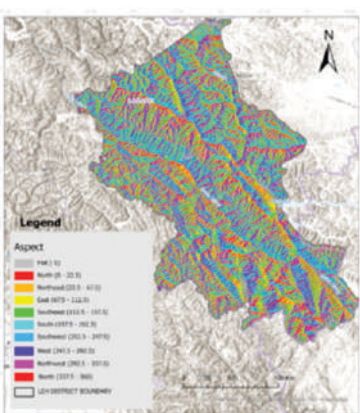 N
Legend
Aspect
Flat (-1)
North (0 - 22.5)
Northeast (22.5 - 67.5)
East (67.5 - 112.5)
Southeast (112.5 - 157.5)
South (157.5 - 202.5)
Southwest (202.5 - 247.5)
West (247.5 - 292.5)
Northwest (292.5 - 337.5)
North (337.5 - 360)
LEH DISTRICT BOUNDARY